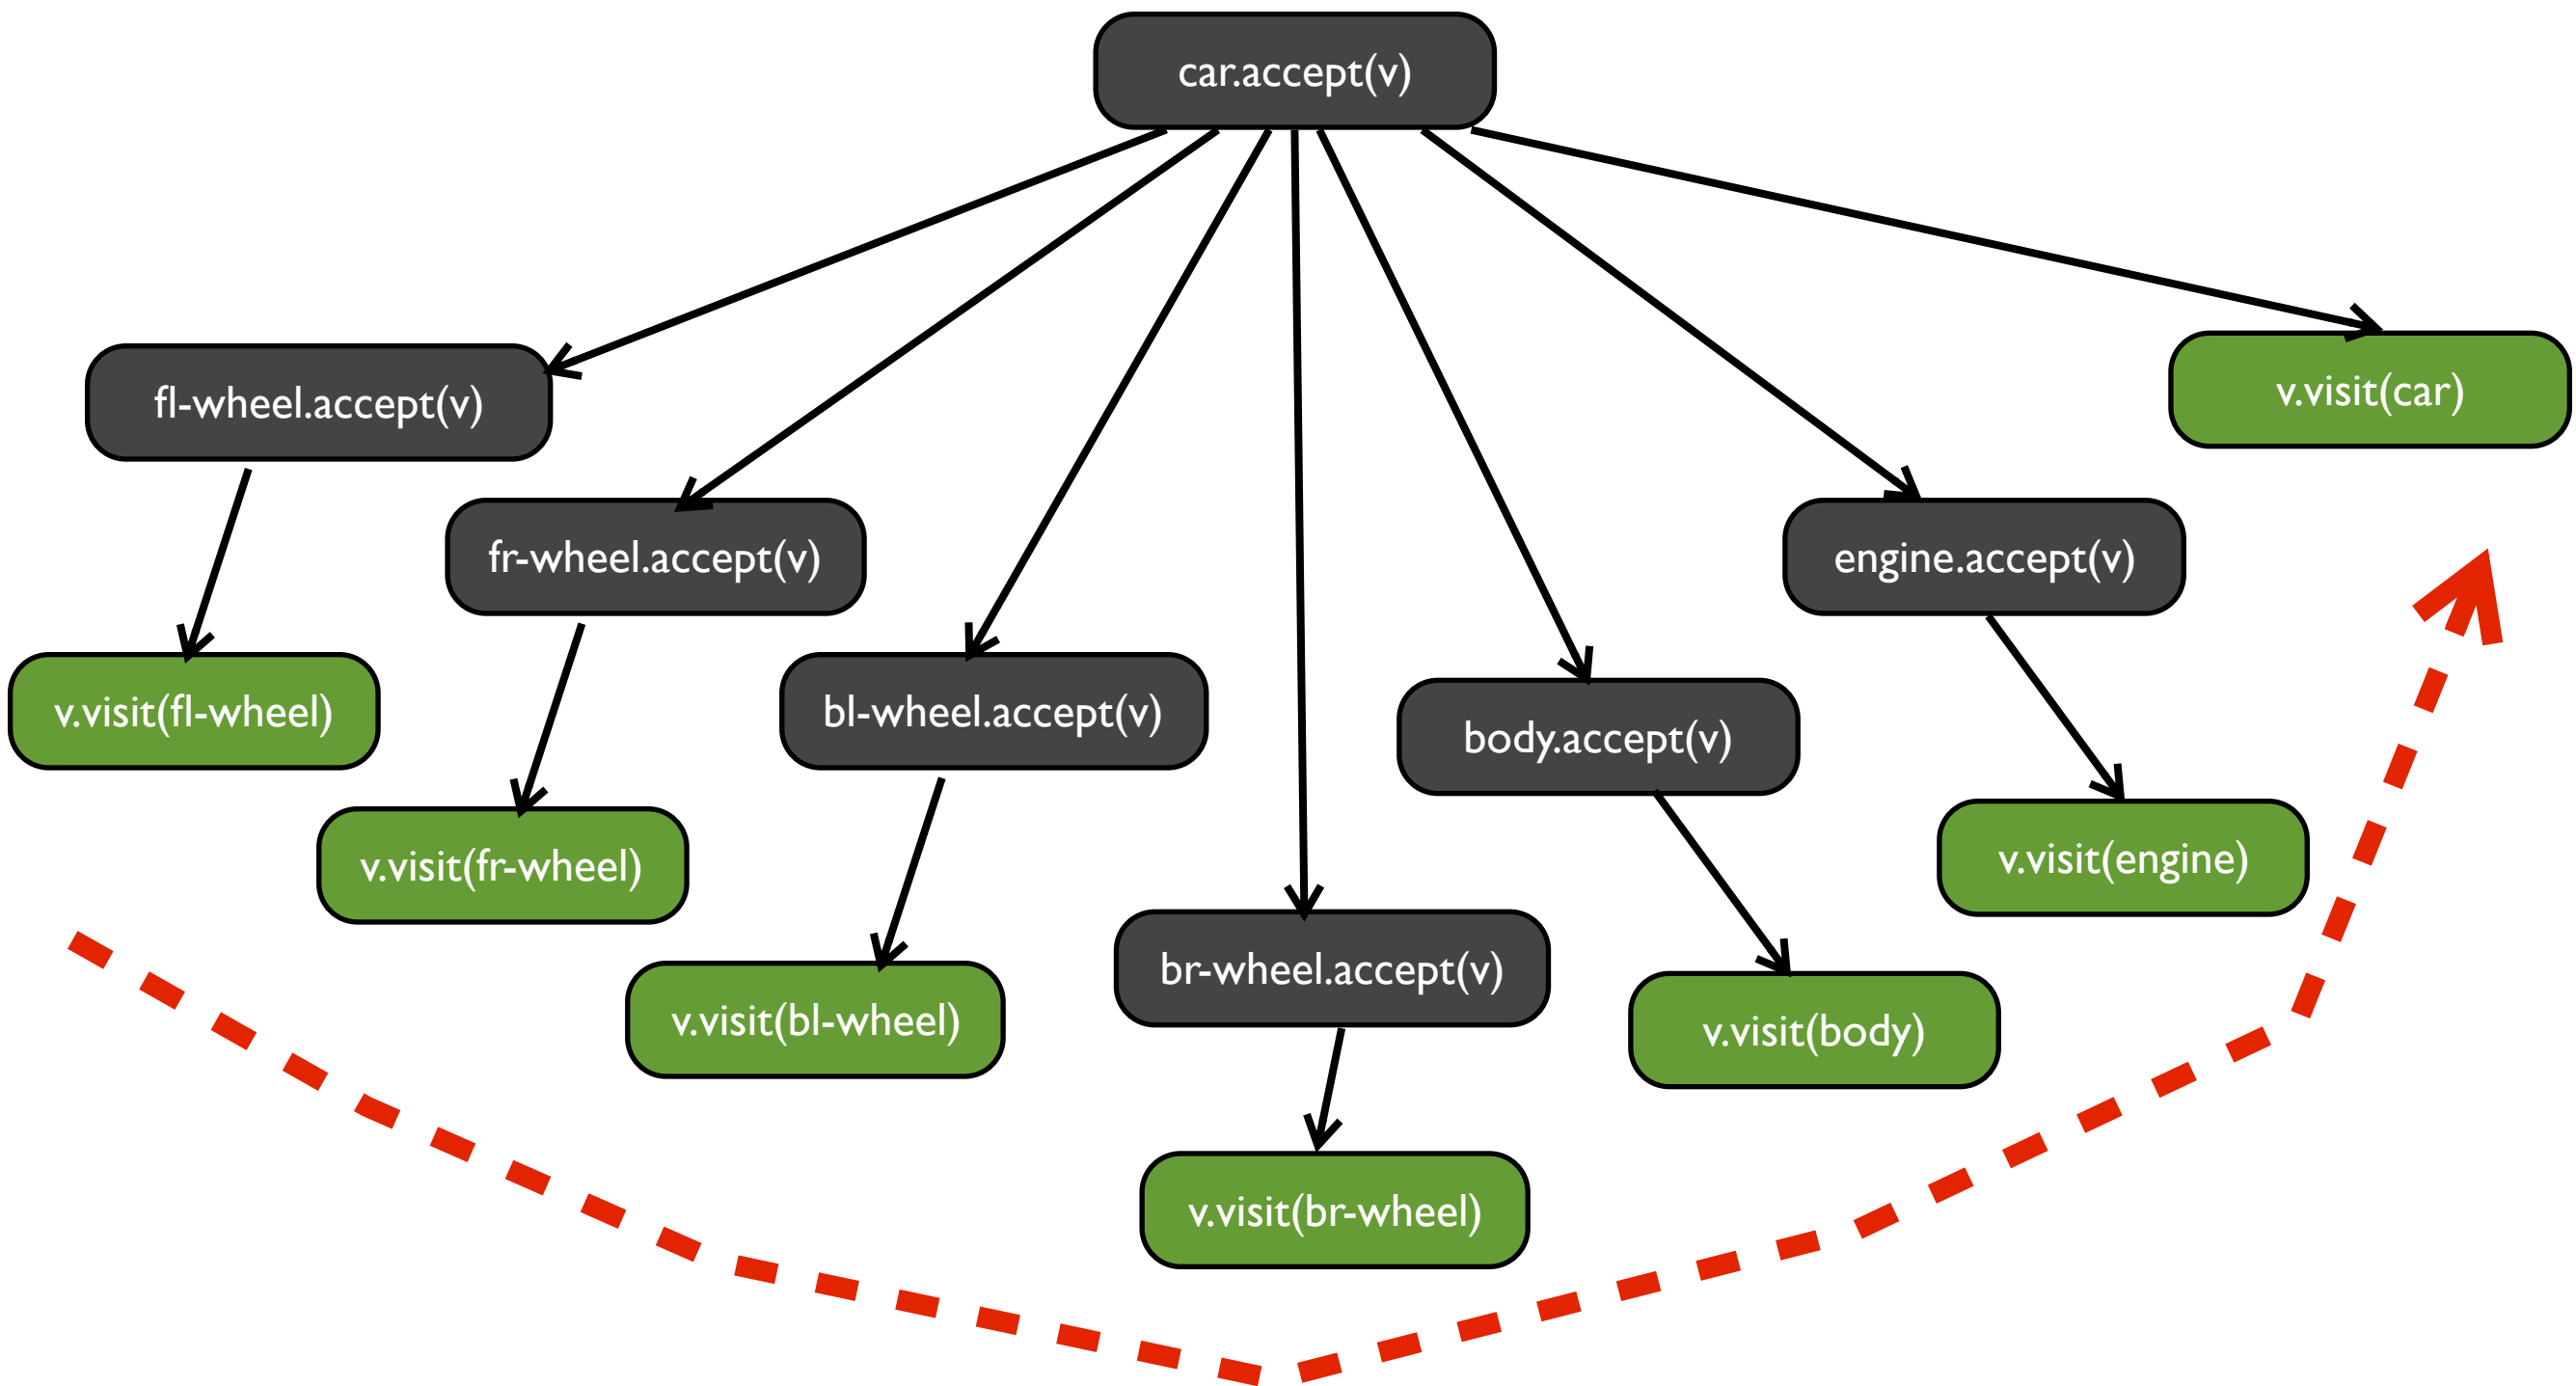 car.accept(v)
fl-wheel.accept(v)
v.visit(car)
fr-wheel.accept(v)
engine.accept(v)
v.visit(fl-wheel)
bl-wheel.accept(v)
body.accept(v)
v.visit(fr-wheel)
v.visit(engine)
br-wheel.accept(v)
v.visit(bl-wheel)
v.visit(body)
v.visit(br-wheel)